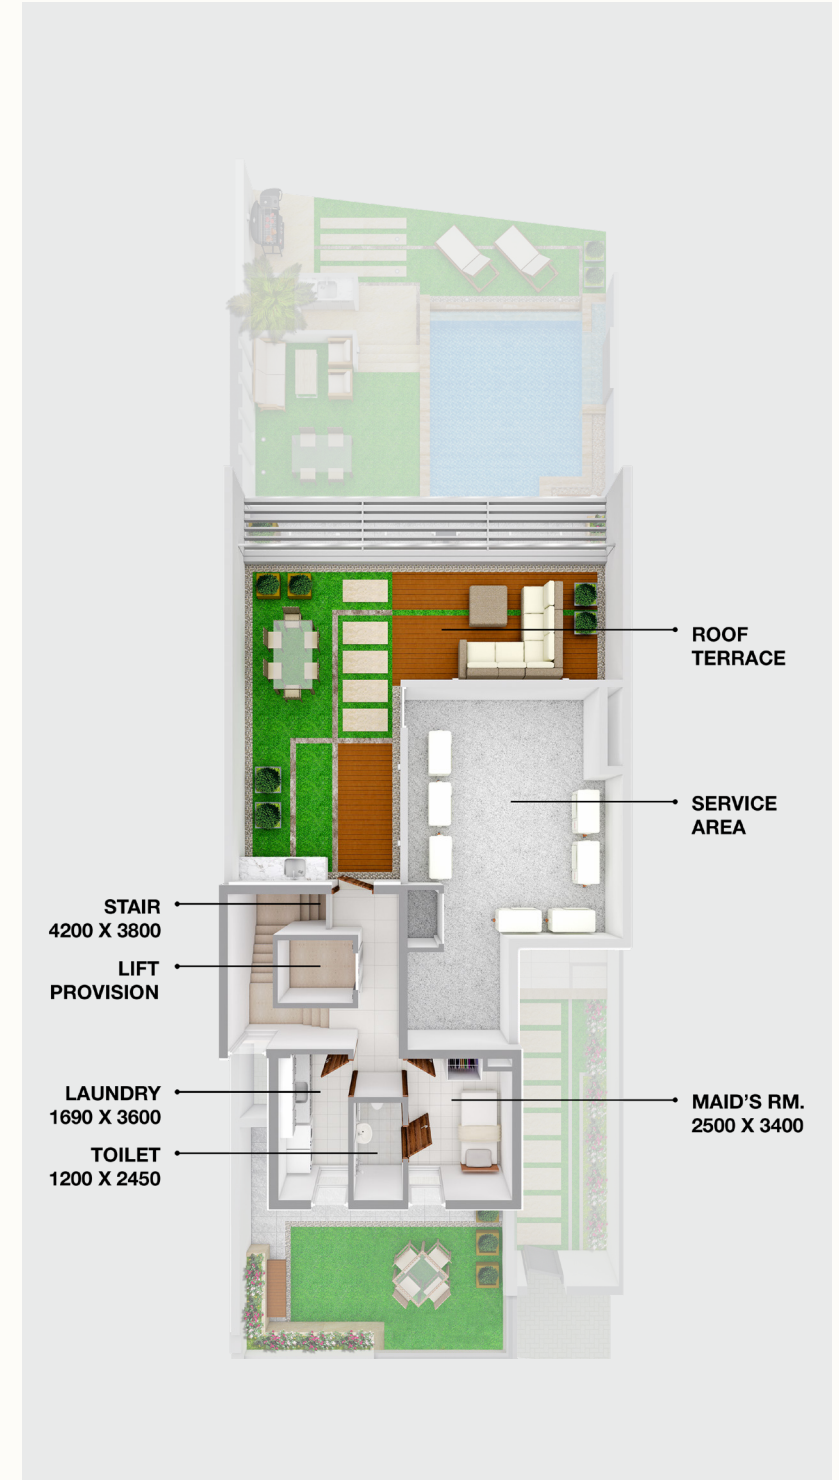 ROOF
TERRACE
SERVICE
AREA
STAIR
4200 X 3800
LIFT
PROVISION
LAUNDRY
1690 X 3600
MAID’S RM.
2500 X 3400
TOILET
1200 X 2450